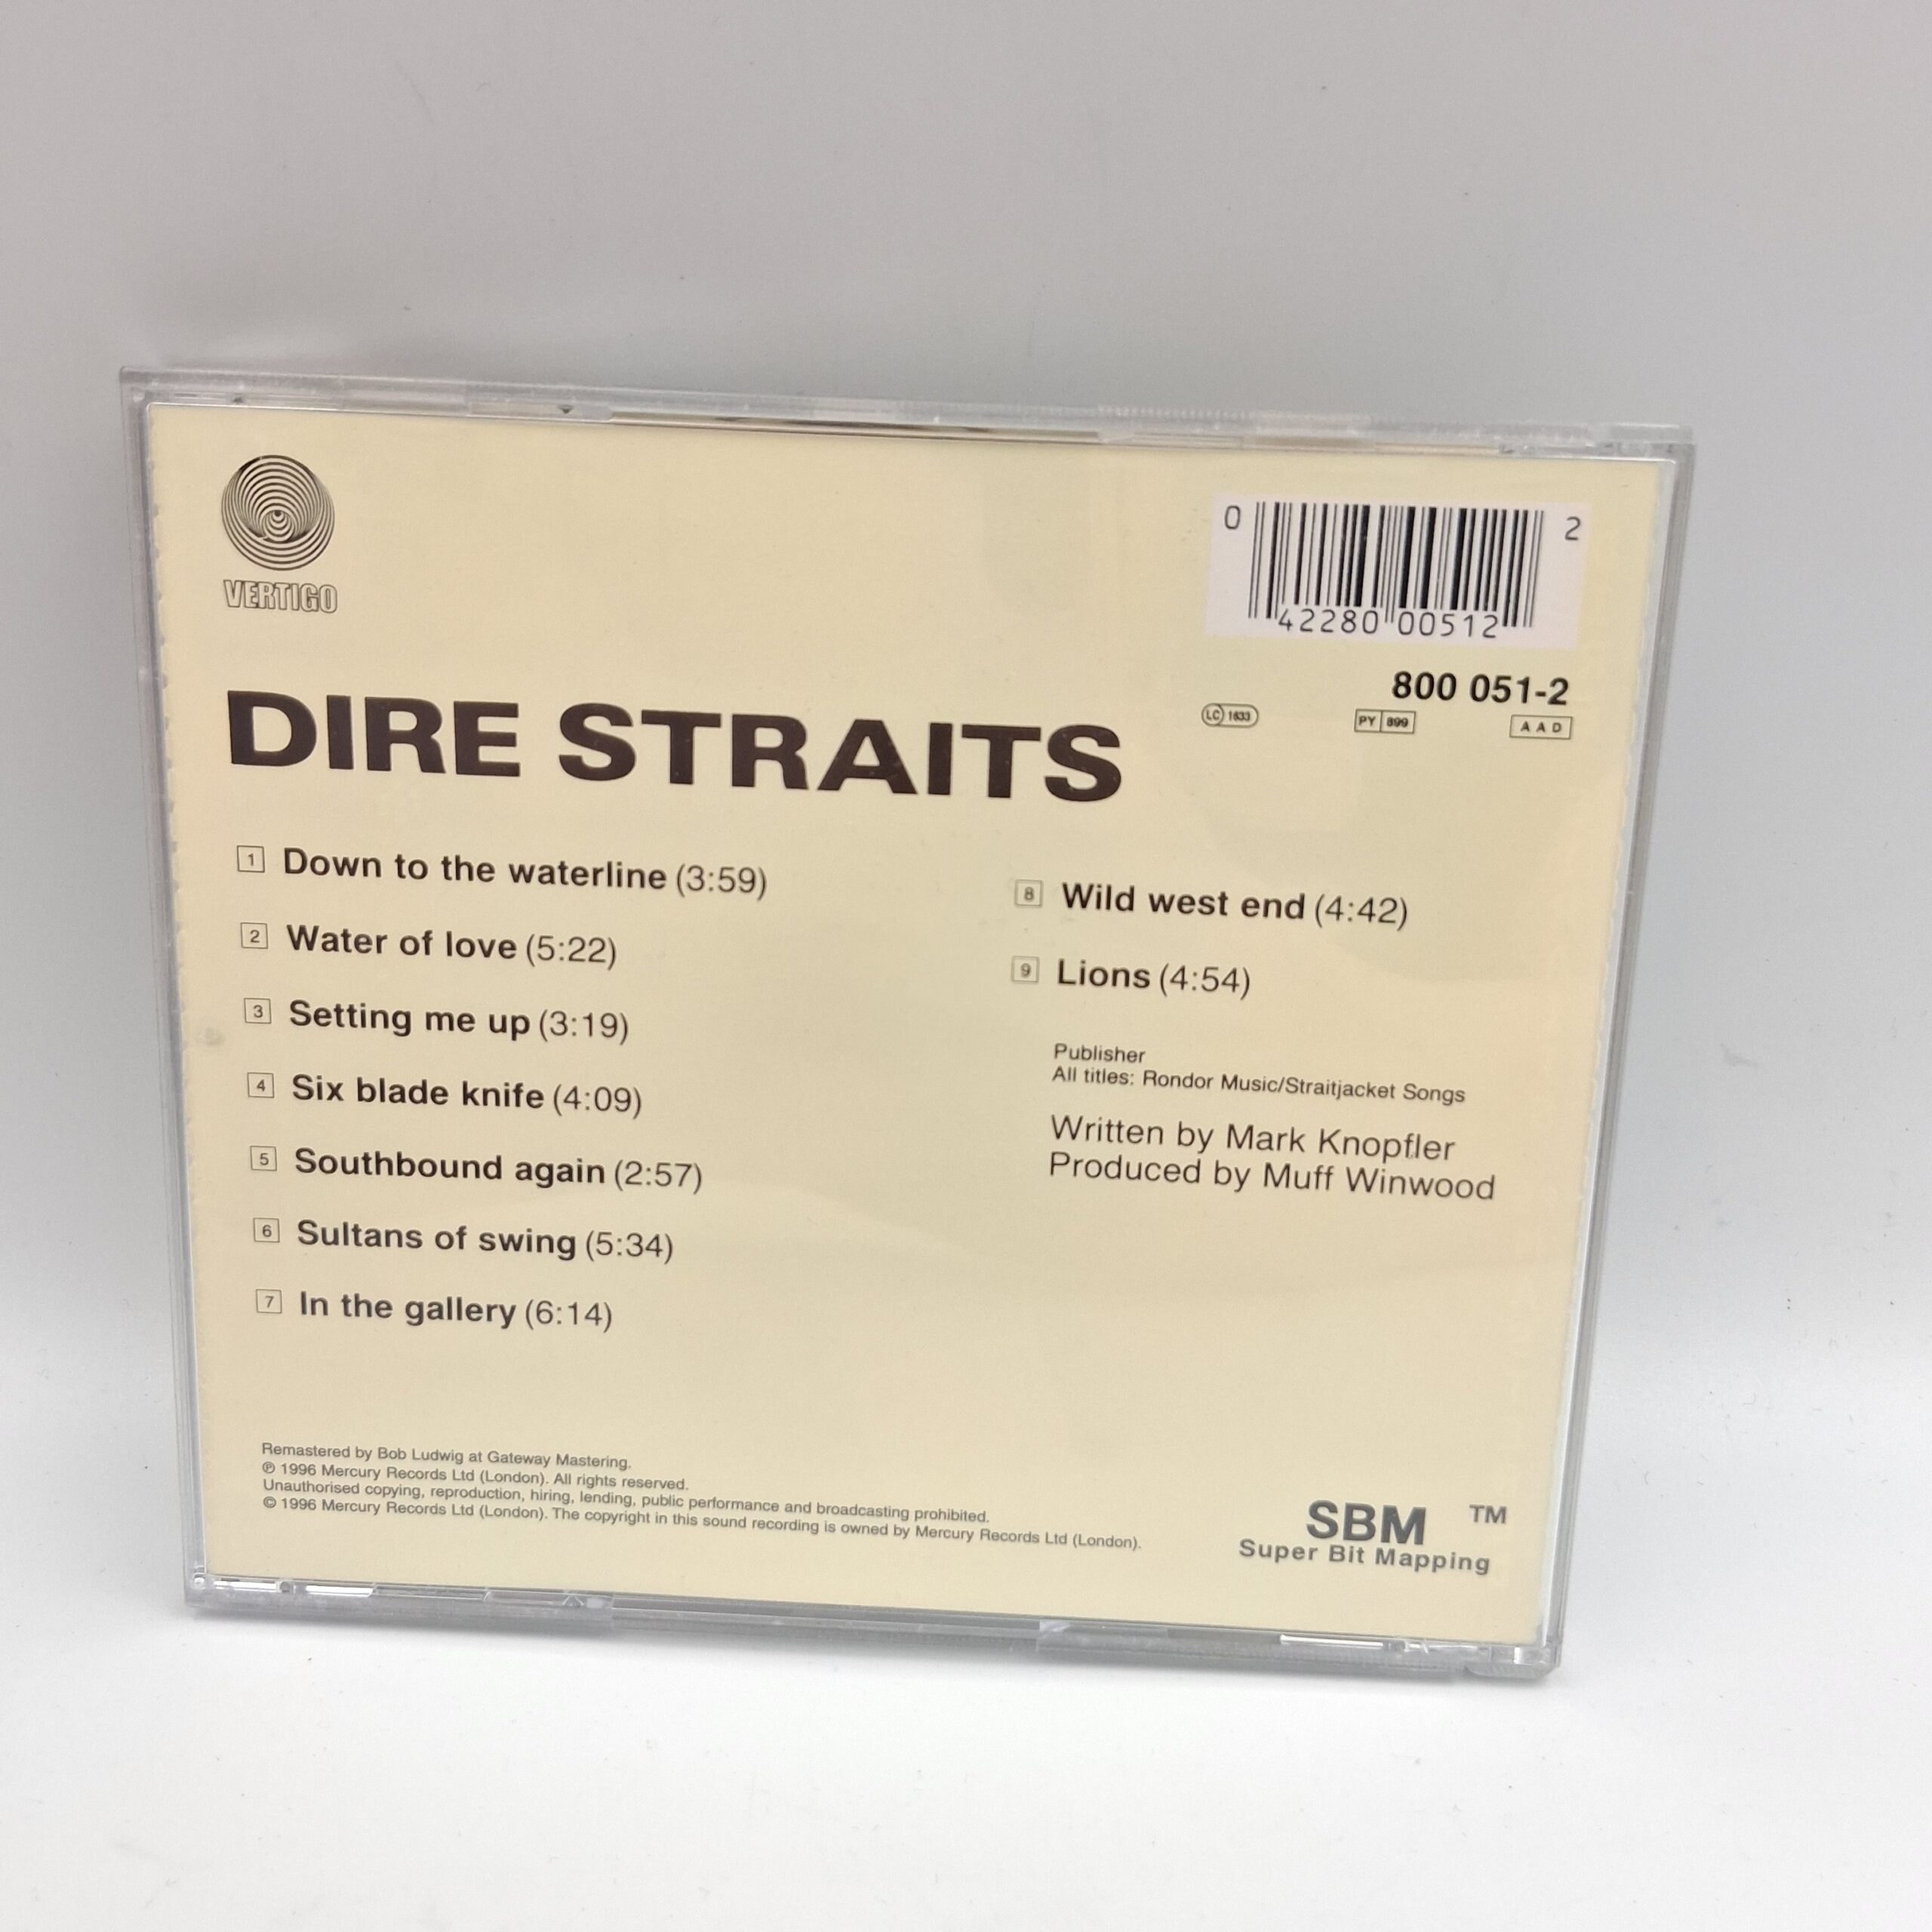 VERTIGO
0 42280 00512 2
800 051-2
LC 1633
PY 899
AAD
DIRE STRAITS
1 Down to the waterline (3:59)
2 Water of love (5:22)
3 Setting me up (3:19)
4 Six blade knife (4:09)
5 Southbound again (2:57)
6 Sultans of swing (5:34)
7 In the gallery (6:14)
8 Wild west end (4:42)
9 Lions (4:54)
Publisher
All titles: Rondor Music/Straitjacket Songs
Written by Mark Knopfler
Produced by Muff Winwood
Remastered by Bob Ludwig at Gateway Mastering.
℗ 1996 Mercury Records Ltd (London). All rights reserved.
Unauthorised copying, reproduction, hiring, lending, public performance and broadcasting prohibited.
© 1996 Mercury Records Ltd (London). The copyright in this sound recording is owned by Mercury Records Ltd (London).
SBM TM
Super Bit Mapping